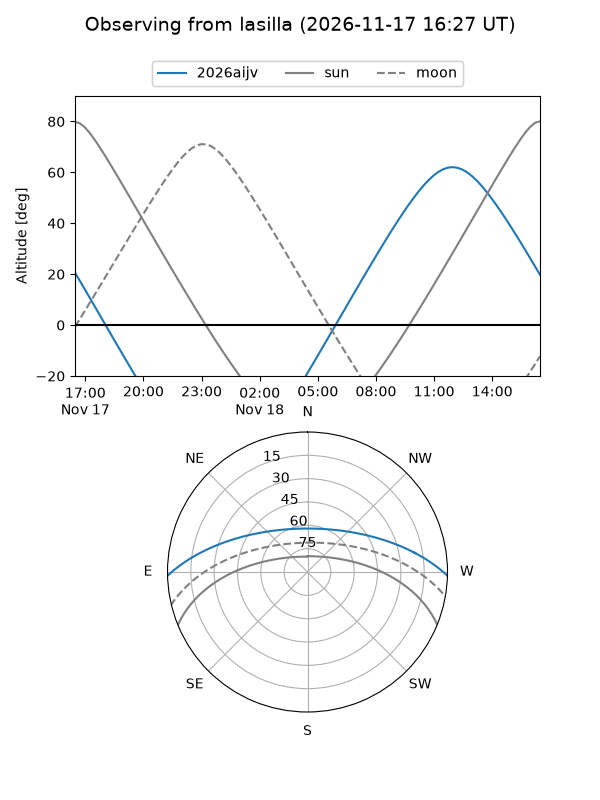 Observing from lasilla (2026-11-17 16:27 UT)
2026aijv sun moon
Altitude [deg]
80
60
40
20
0
−20
17:00 20:00 23:00 02:00 05:00 08:00 11:00 14:00
Nov 17 Nov 18
N
NE NW
15
30
45
60
75
E W
SE SW
S